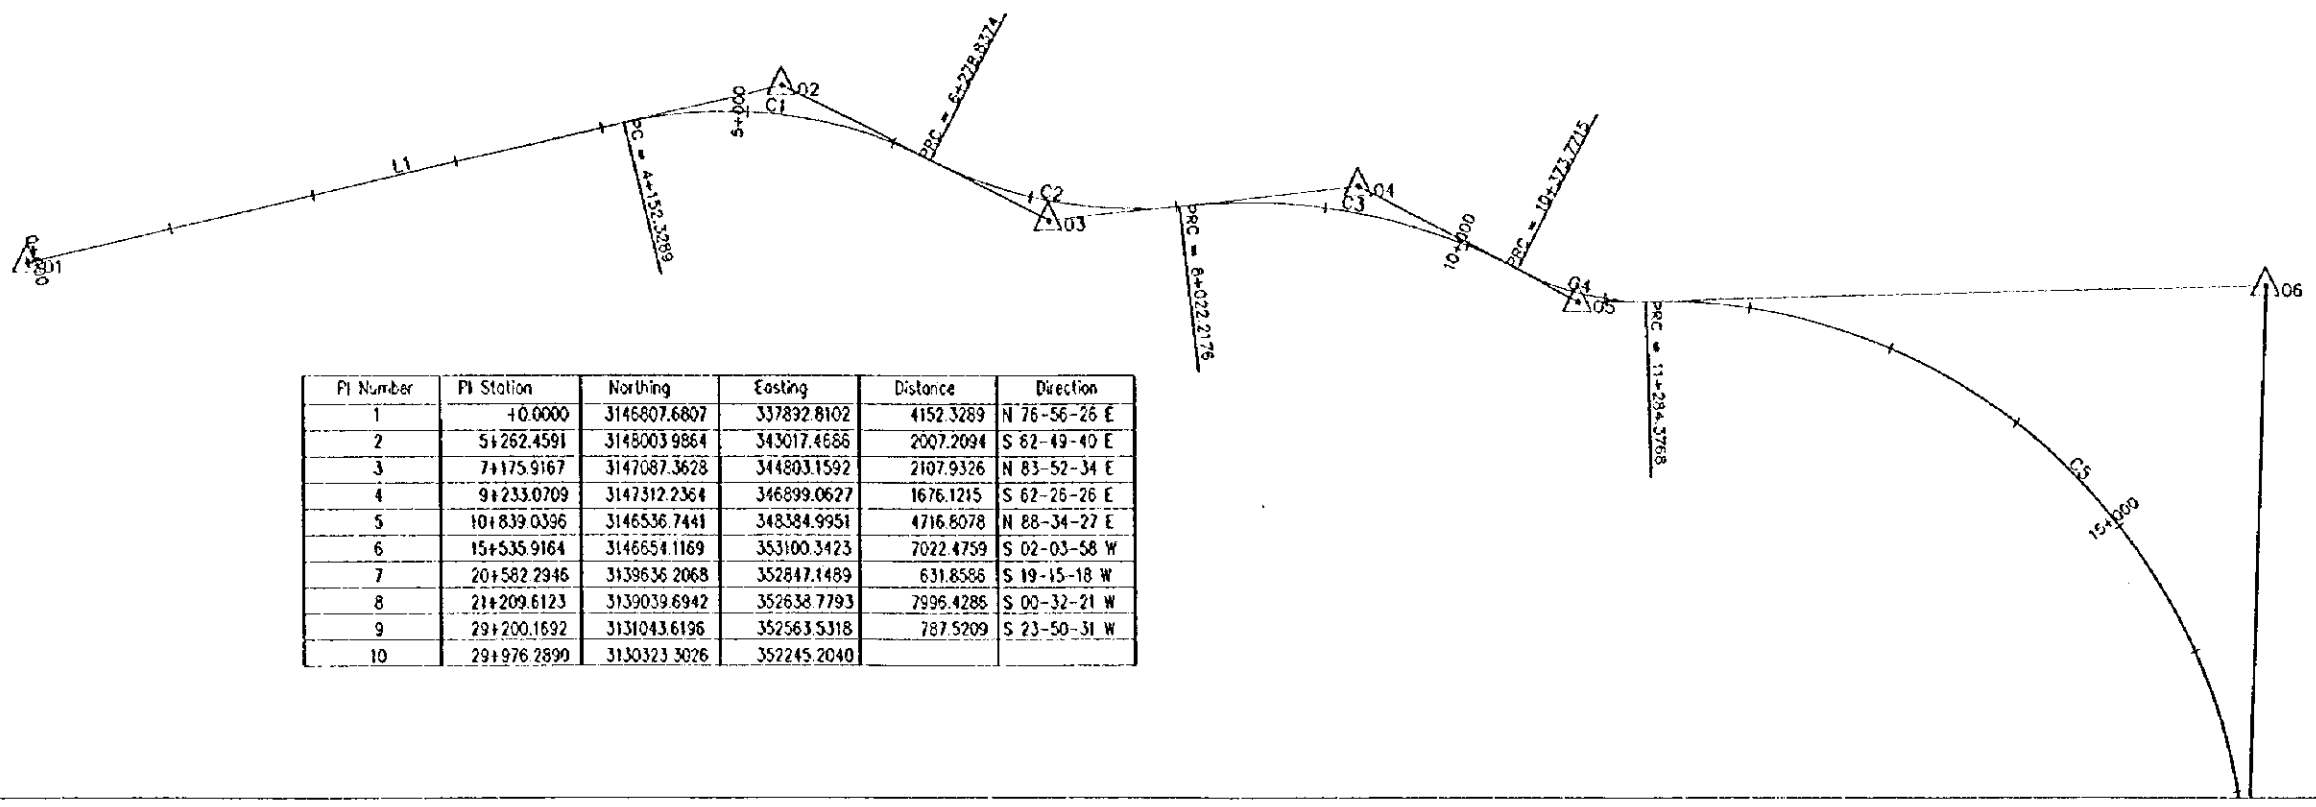 PRC = 6+278.8374
02
C1
5+000
PC = 4+152.3289
L1
01
C2
03
PRC = 8+022.2176
04
C3
PRC = 10+373.7715
10+000
C4
05
06
PRC = 11+284.3768
C5
15+000
PI Number PI Station Northing Easting Distance Direction
1 +0.0000 3146807.6807 337892.8102 4152.3289 N 76-56-26 E
2 5+262.4591 3148003.9864 343017.4686 2007.2094 S 62-49-40 E
3 7+175.9167 3147087.3628 344803.1592 2107.9326 N 83-52-34 E
4 9+233.0709 3147312.2364 346899.0627 1676.1215 S 62-26-26 E
5 10+839.0396 3146536.7441 348384.9951 4716.8078 N 88-34-27 E
6 15+535.9164 3146654.1169 353100.3423 7022.4759 S 02-03-58 W
7 20+582.2946 3139636.2068 352847.1489 631.8586 S 19-15-18 W
8 21+209.6123 3139039.6942 352638.7793 7996.4286 S 00-32-21 W
9 29+200.1692 3131043.6196 352563.5318 787.5209 S 23-50-31 W
10 29+976.2890 3130323.3026 352245.2040